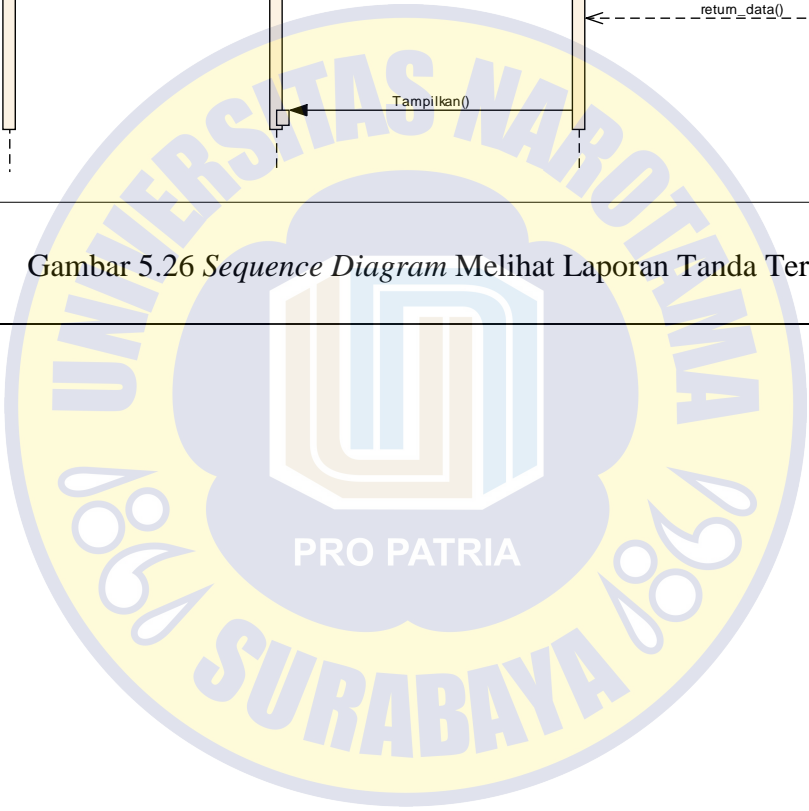 return_data()
Tampilkan()
Gambar 5.26 Sequence Diagram Melihat Laporan Tanda Ter
UNIVERSITAS NAROTAMA
PRO PATRIA
SURABAYA